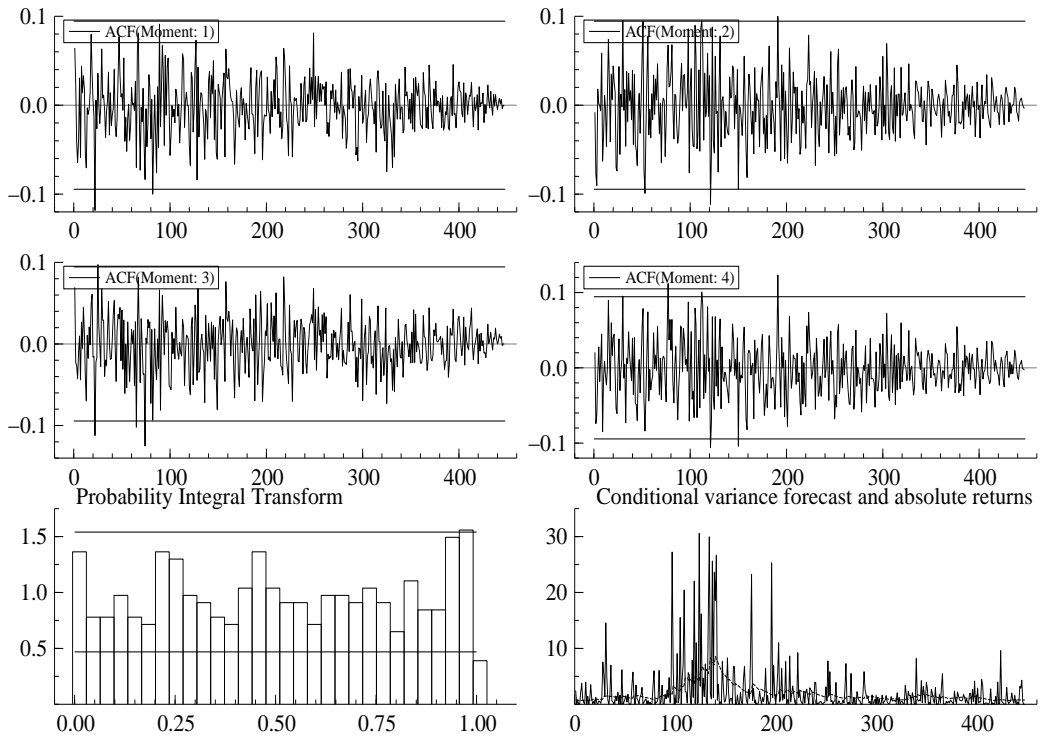 0.1
ACF(Moment: 1)
0.0
−0.1
0 100 200 300 400
0.1
ACF(Moment: 2)
0.0
−0.1
0 100 200 300 400
0.1
ACF(Moment: 3)
0.0
−0.1
0 100 200 300 400
0.1
ACF(Moment: 4)
0.0
−0.1
0 100 200 300 400
Probability Integral Transform
1.5
1.0
0.5
0.00 0.25 0.50 0.75 1.00
Conditional variance forecast and absolute returns
30
20
10
0 100 200 300 400